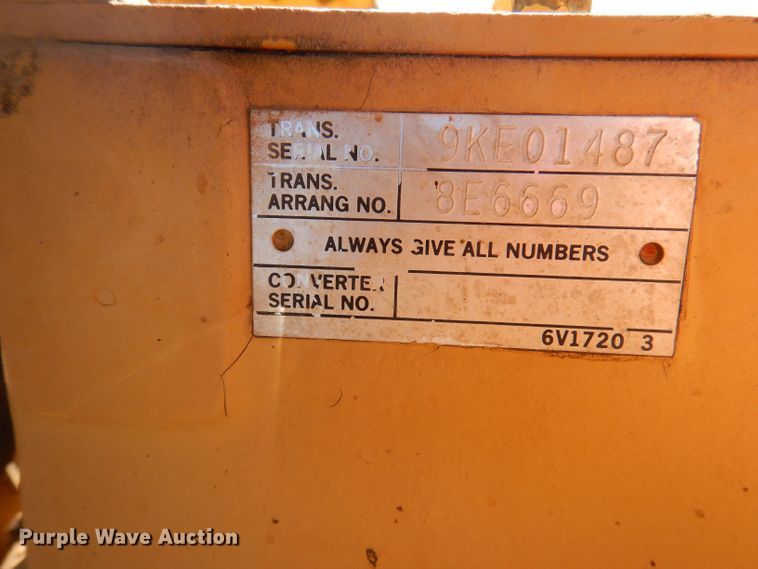 TRANS.
SERIAL NO. 9KE01487
TRANS.
ARRANG NO. 8E6669
ALWAYS GIVE ALL NUMBERS
CONVERTER
SERIAL NO.
6V1720 3
Purple Wave Auction®